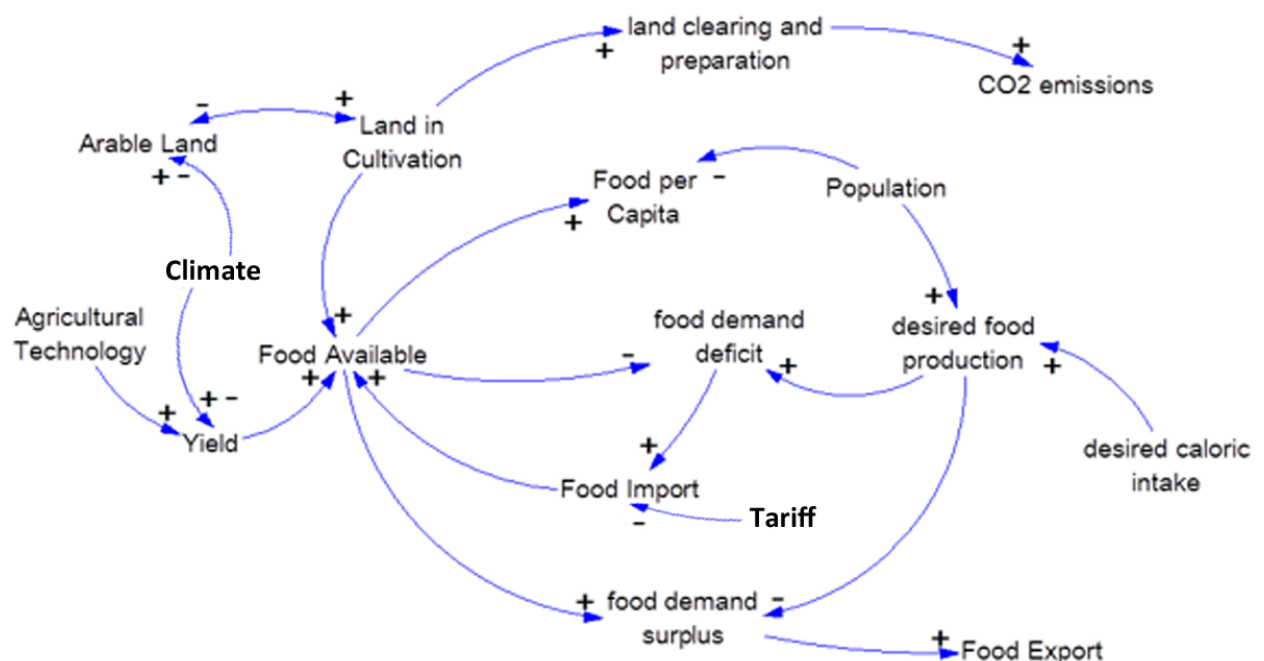 land clearing and
preparation
+
+
CO2 emissions
-
+
Arable Land
Land in
Cultivation
+ -
Food per
Capita
-
+
Population
Climate
Agricultural
Technology
+
Food Available
+
+
food demand
deficit
-
+
+
desired food
production
+
+
+ -
Yield
desired caloric
intake
+
Food Import
-
Tariff
+
food demand
surplus
-
+
Food Export